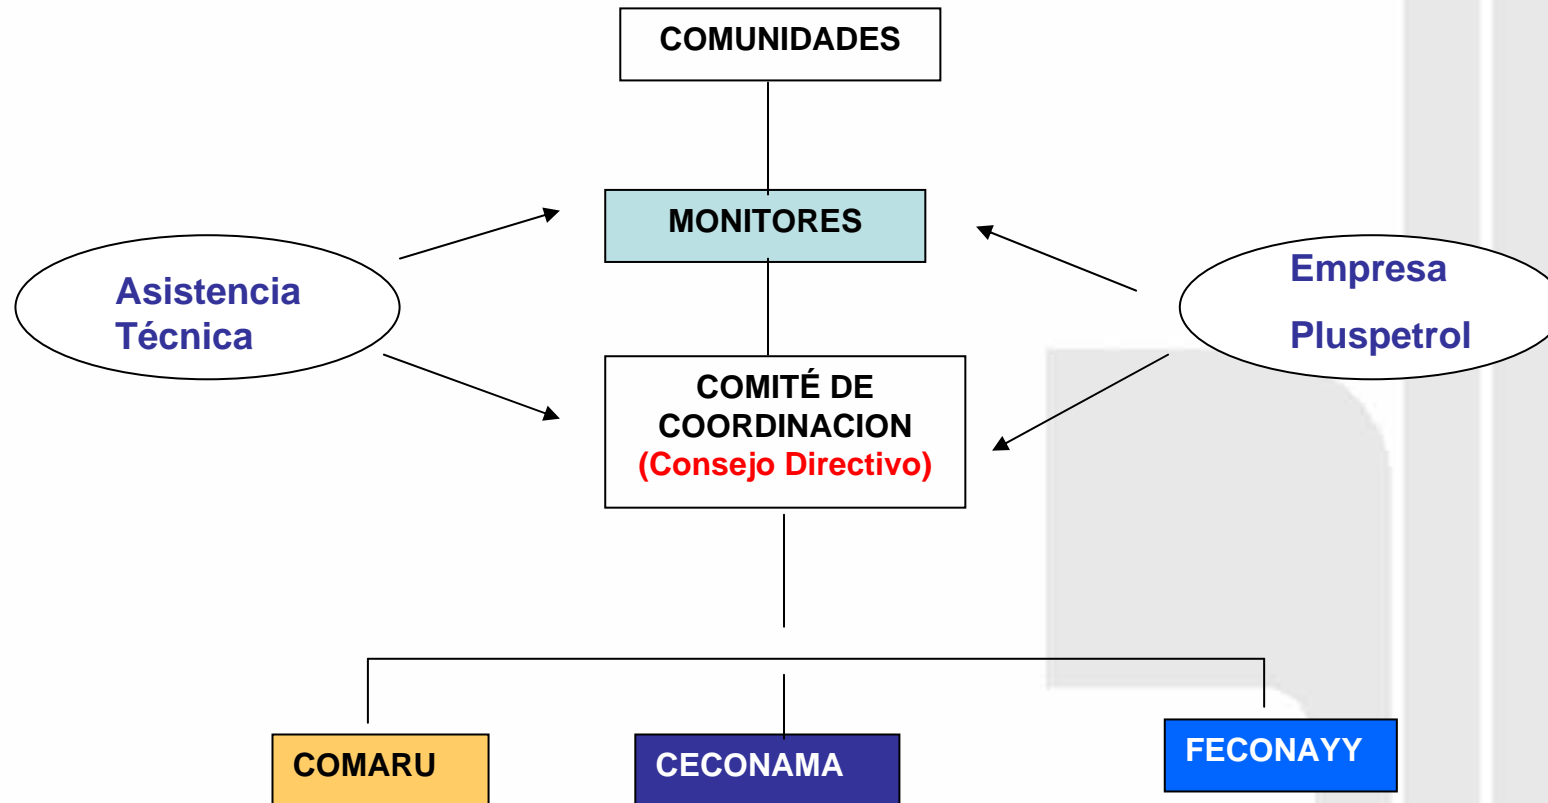 COMUNIDADES
MONITORES
Asistencia
Técnica
Empresa
Pluspetrol
COMITÉ DE
COORDINACION
(Consejo Directivo)
COMARU
CECONAMA
FECONAYY